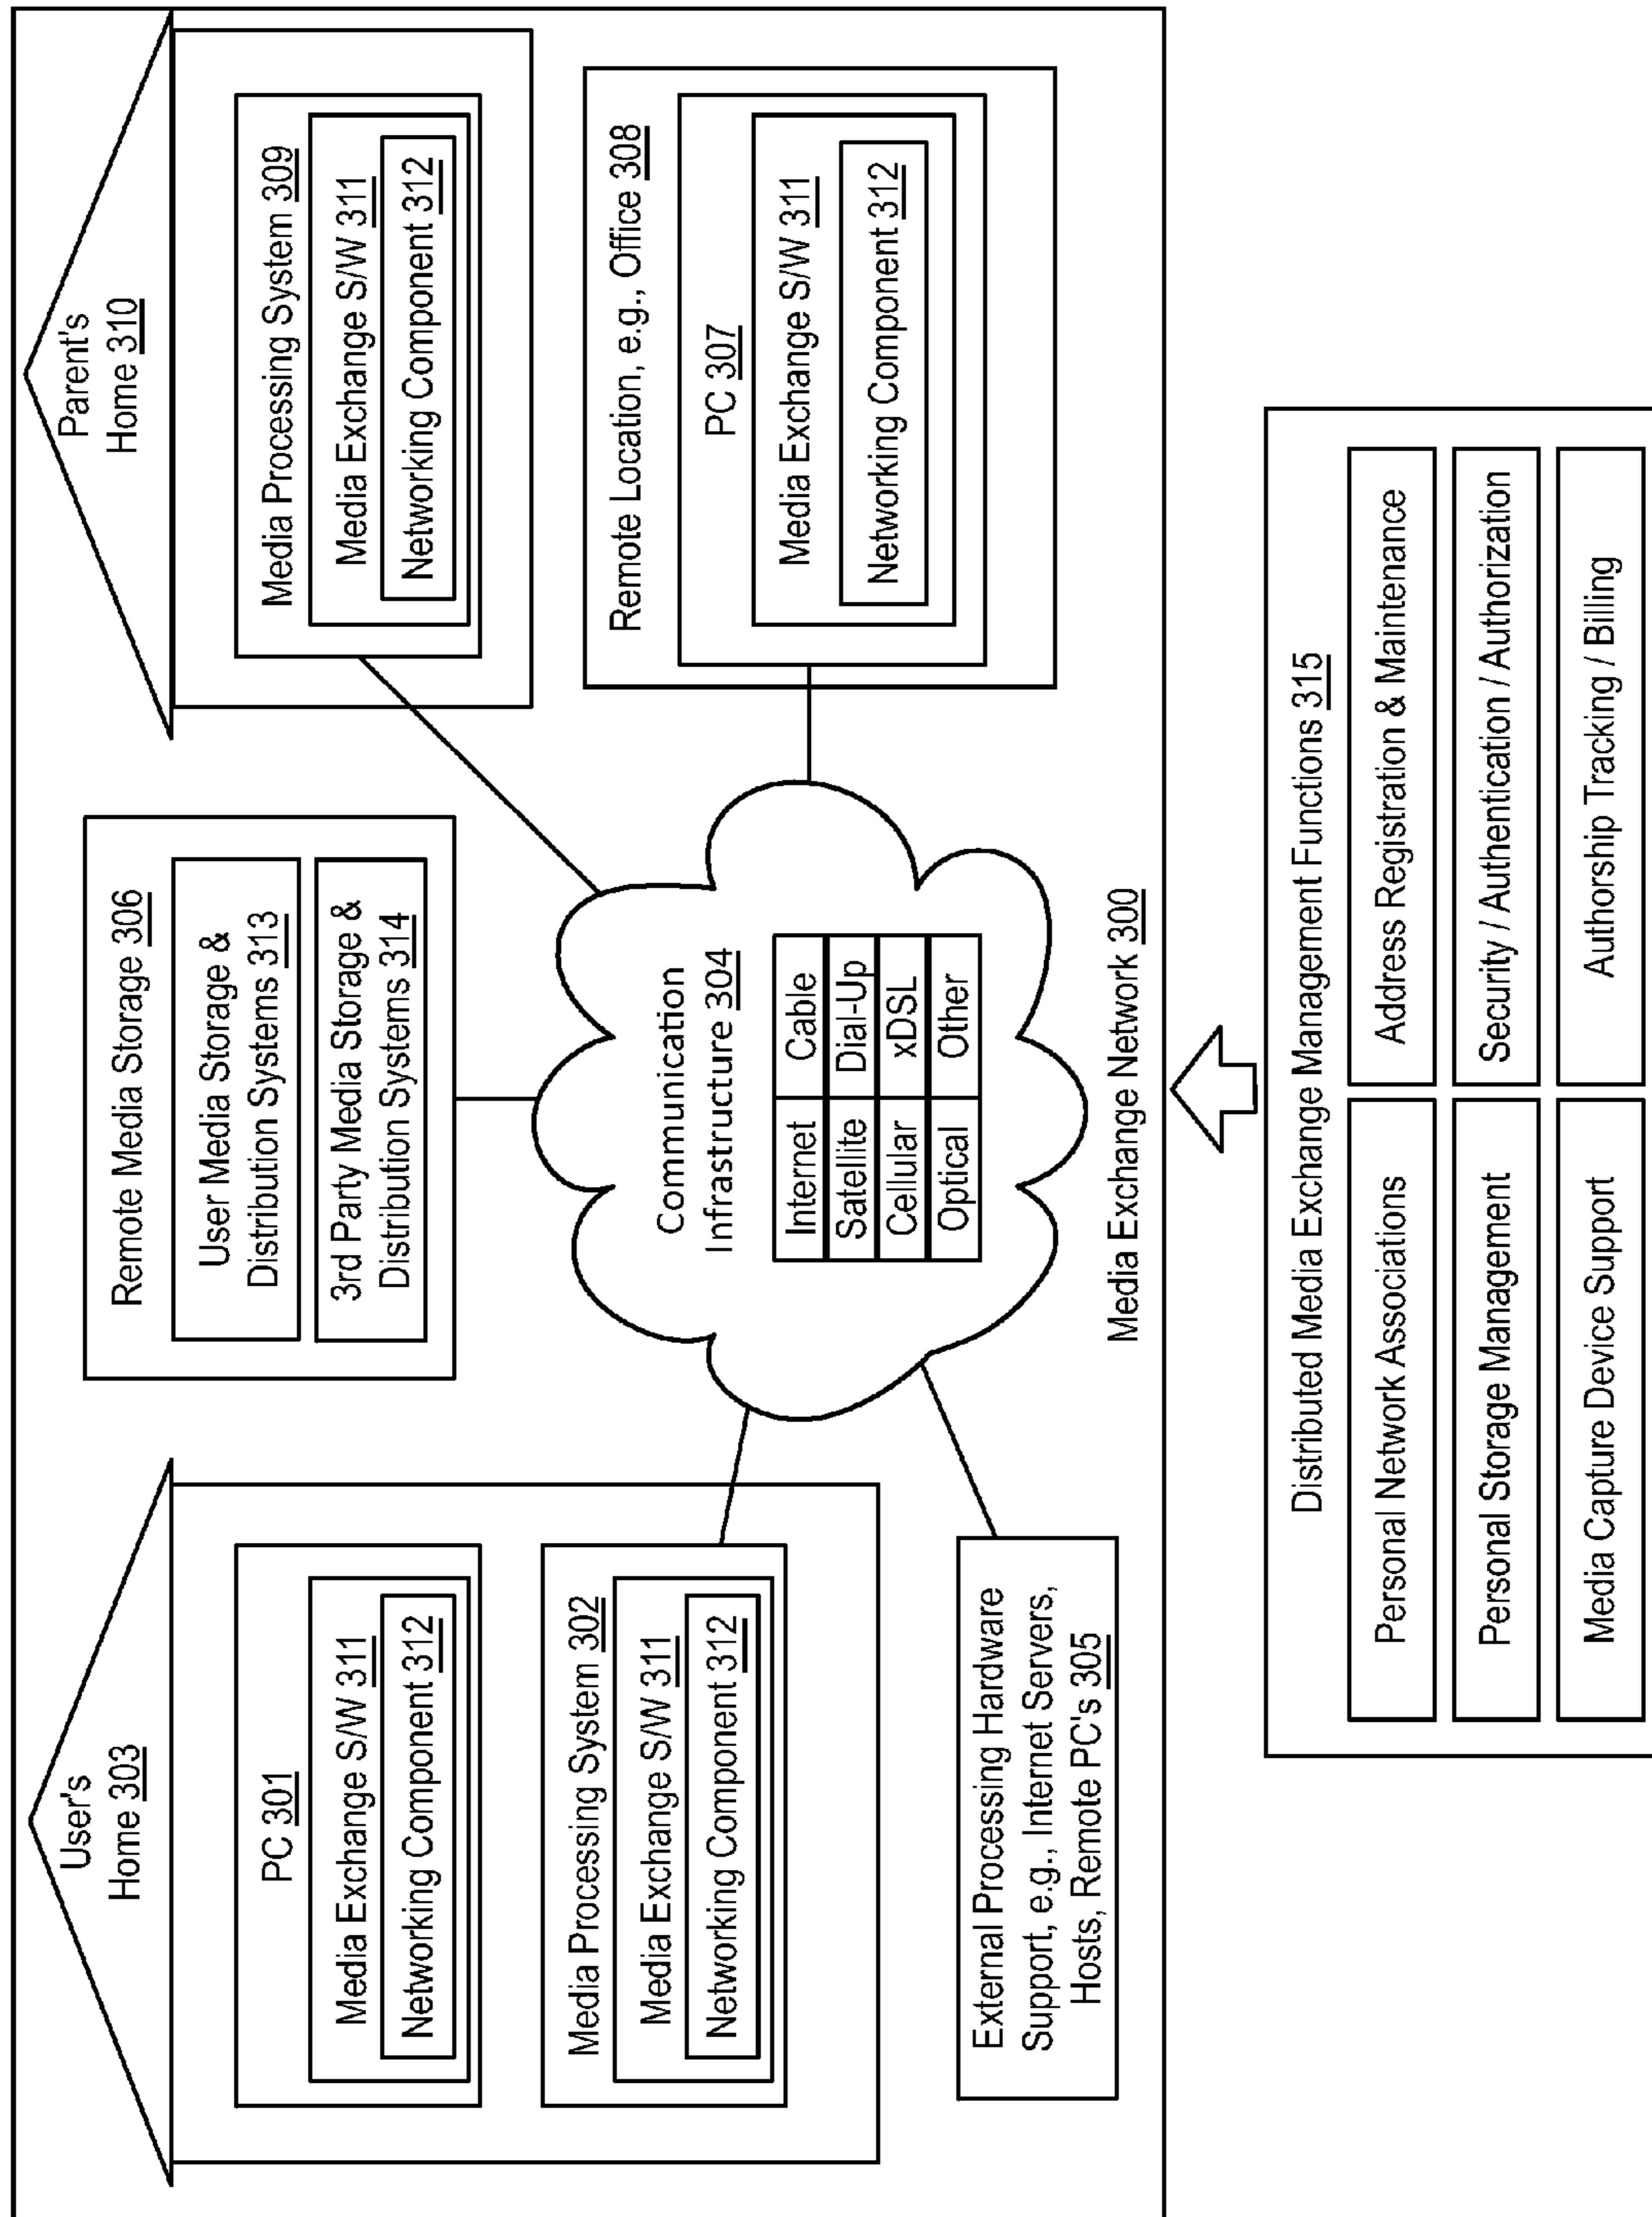 User's
Home 303
PC 301
Media Exchange S/W 311
Networking Component 312
Media Processing System 302
Media Exchange S/W 311
Networking Component 312
External Processing Hardware
Support, e.g., Internet Servers,
Hosts, Remote PC's 305
Remote Media Storage 306
User Media Storage &
Distribution Systems 313
3rd Party Media Storage &
Distribution Systems 314
Communication
Infrastructure 304
Internet Cable
Satellite Dial-Up
Cellular xDSL
Optical Other
Parent's
Home 310
Media Processing System 309
Media Exchange S/W 311
Networking Component 312
Remote Location, e.g., Office 308
PC 307
Media Exchange S/W 311
Networking Component 312
Media Exchange Network 300
Distributed Media Exchange Management Functions 315
Personal Network Associations
Address Registration & Maintenance
Personal Storage Management
Security / Authentication / Authorization
Media Capture Device Support
Authorship Tracking / Billing